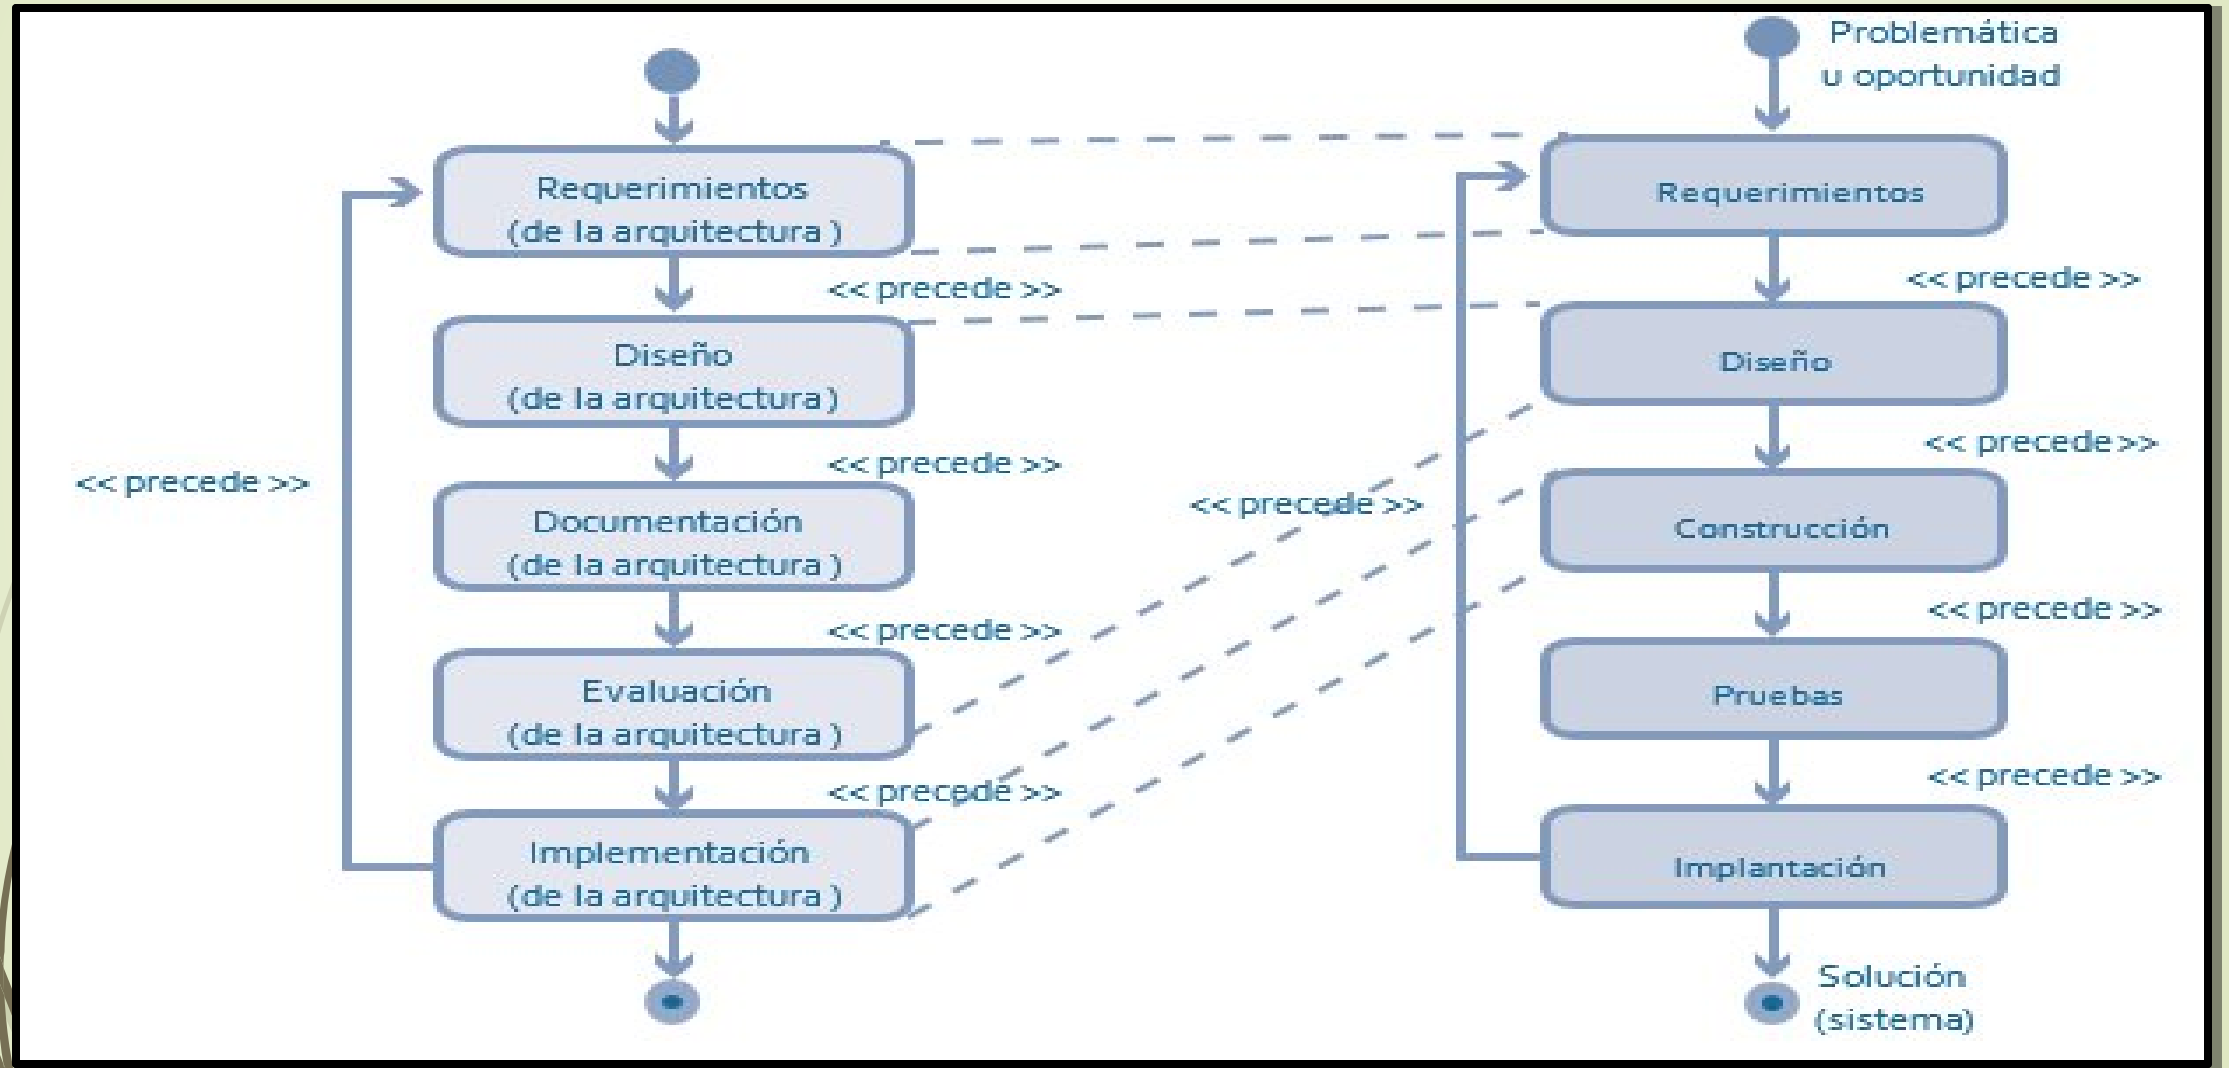 Problemática
u oportunidad
Requerimientos
(de la arquitectura )
<< precede >>
Diseño
(de la arquitectura)
<< precede >>
Documentación
(de la arquitectura )
<< precede >>
Evaluación
(de la arquitectura )
<< precede >>
Implementación
(de la arquitectura )
<< precede >>
<< precede >>
Requerimientos
<< precede >>
Diseño
<< precede >>
Construcción
<< precede >>
Pruebas
<< precede >>
Implantación
Solución
(sistema)